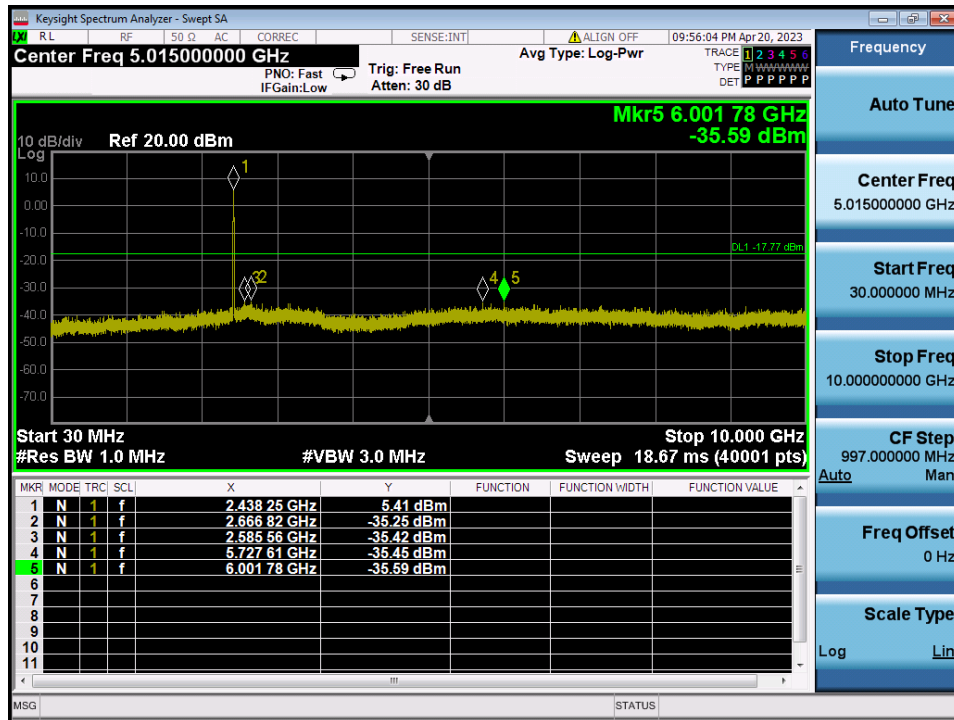 Keysight Spectrum Analyzer - Swept SA
LXI RL RF 50 Ω AC CORREC SENSE:INT ALIGN OFF 09:56:04 PM Apr 20, 2023
Center Freq 5.015000000 GHz
PNO: Fast
IFGain:Low
Trig: Free Run
Atten: 30 dB
Avg Type: Log-Pwr
TRACE 1 2 3 4 5 6
TYPE M W W W W W
DET P P P P P P
Mkr5 6.001 78 GHz
-35.59 dBm
10 dB/div Ref 20.00 dBm
Log
10.0
0.00
-10.0
-20.0
-30.0
-40.0
-50.0
-60.0
-70.0
1
DL1 -17.77 dBm
3 2 4 5
Start 30 MHz Stop 10.000 GHz
#Res BW 1.0 MHz #VBW 3.0 MHz Sweep 18.67 ms (40001 pts)
MKR MODE TRC SCL X Y FUNCTION FUNCTION WIDTH FUNCTION VALUE
1 N 1 f 2.438 25 GHz 5.41 dBm
2 N 1 f 2.666 82 GHz -35.25 dBm
3 N 1 f 2.585 56 GHz -35.42 dBm
4 N 1 f 5.727 61 GHz -35.45 dBm
5 N 1 f 6.001 78 GHz -35.59 dBm
6
7
8
9
10
11
MSG STATUS
Frequency
Auto Tune
Center Freq
5.015000000 GHz
Start Freq
30.000000 MHz
Stop Freq
10.000000000 GHz
CF Step
997.000000 MHz
Auto Man
Freq Offset
0 Hz
Scale Type
Log Lin